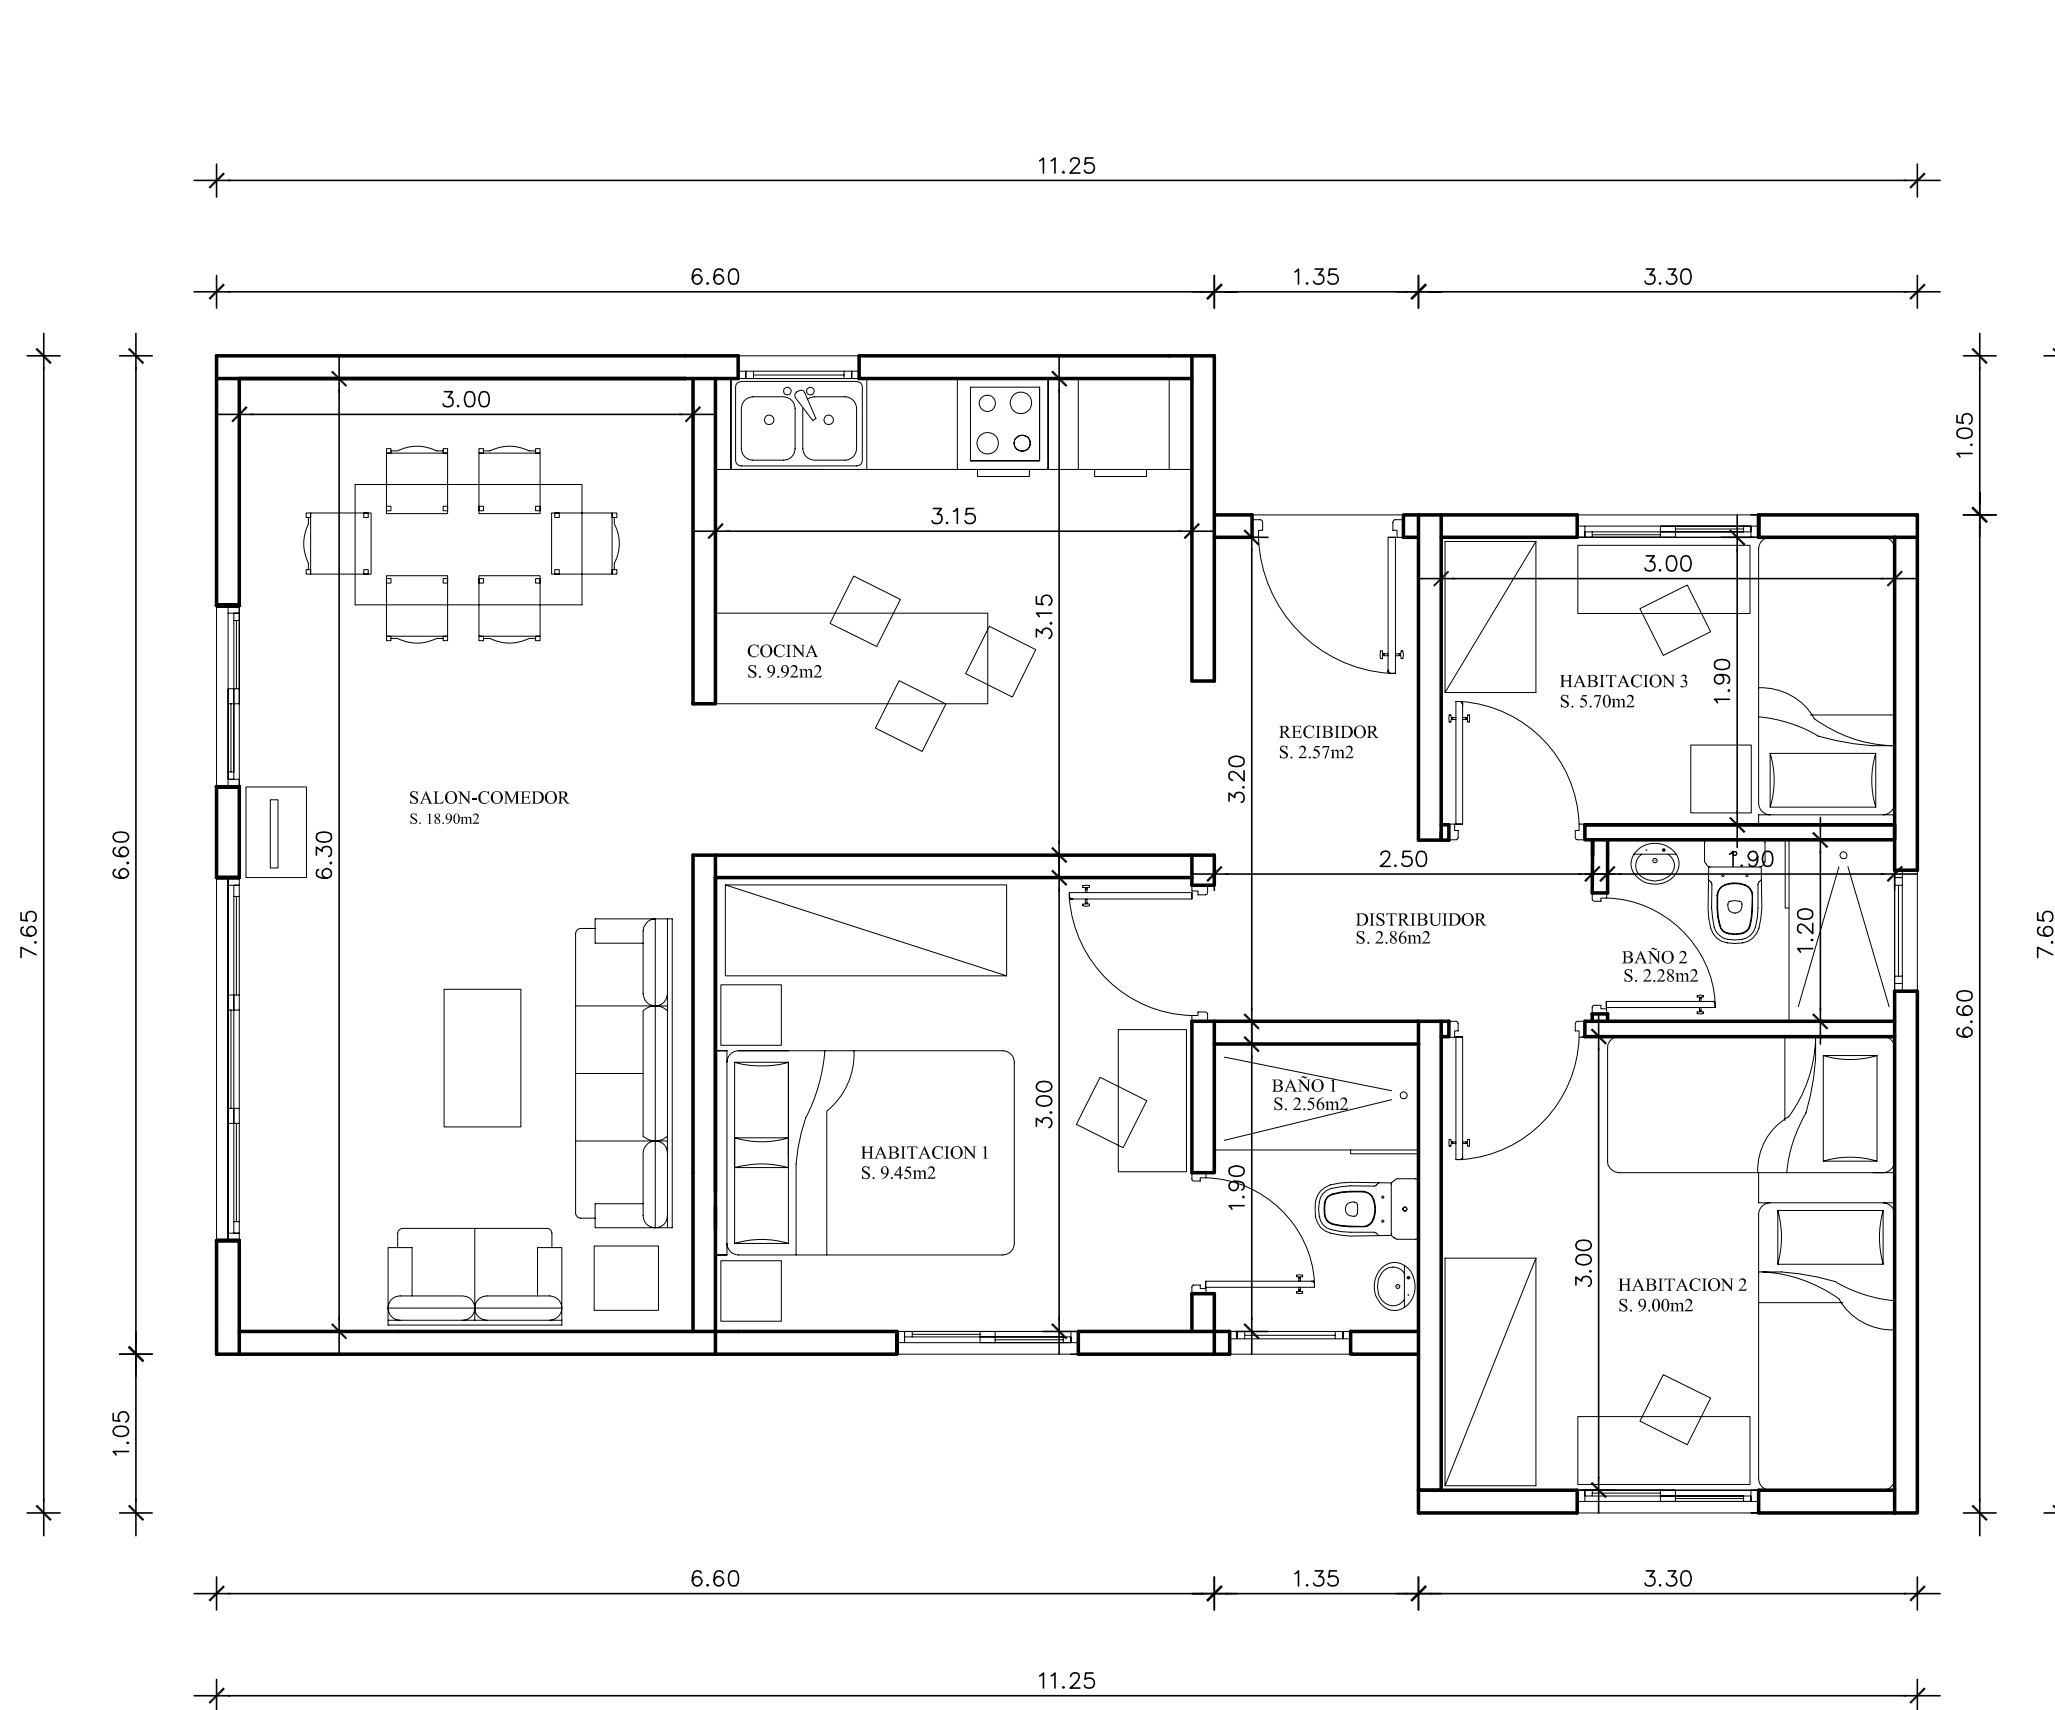 11.25
6.60
1.35
3.30
3.00
1.05
3.15
3.00
3.15
COCINA
S. 9.92m2
HABITACION 3
S. 5.70m2
1.90
RECIBIDOR
S. 2.57m2
3.20
SALON-COMEDOR
S. 18.90m2
6.60
6.30
2.50
1.90
7.65
7.65
DISTRIBUIDOR
S. 2.86m2
1.20
BAÑO 2
S. 2.28m2
6.60
BAÑO 1
S. 2.56m2
3.00
HABITACION 1
S. 9.45m2
1.90
3.00
HABITACION 2
S. 9.00m2
1.05
6.60
1.35
3.30
11.25